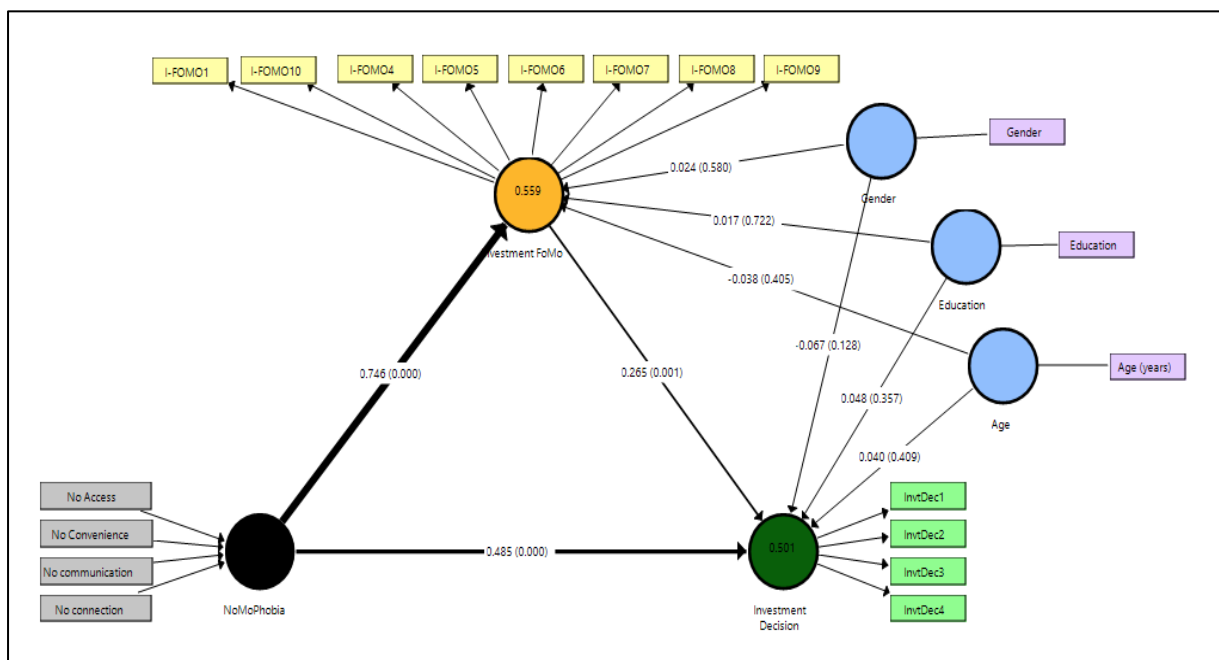 I-FOMO1
I-FOMO10
I-FOMO4
I-FOMO5
I-FOMO6
I-FOMO7
I-FOMO8
I-FOMO9
0.559
nvestment FoMo
Gender
Gender
0.024 (0.580)
0.017 (0.722)
Education
Education
-0.038 (0.405)
-0.067 (0.128)
0.746 (0.000)
0.265 (0.001)
0.048 (0.357)
Age (years)
Age
0.040 (0.409)
No Access
No Convenience
No communication
No connection
NoMoPhobia
0.485 (0.000)
0.501
Investment
Decision
InvtDec1
InvtDec2
InvtDec3
InvtDec4